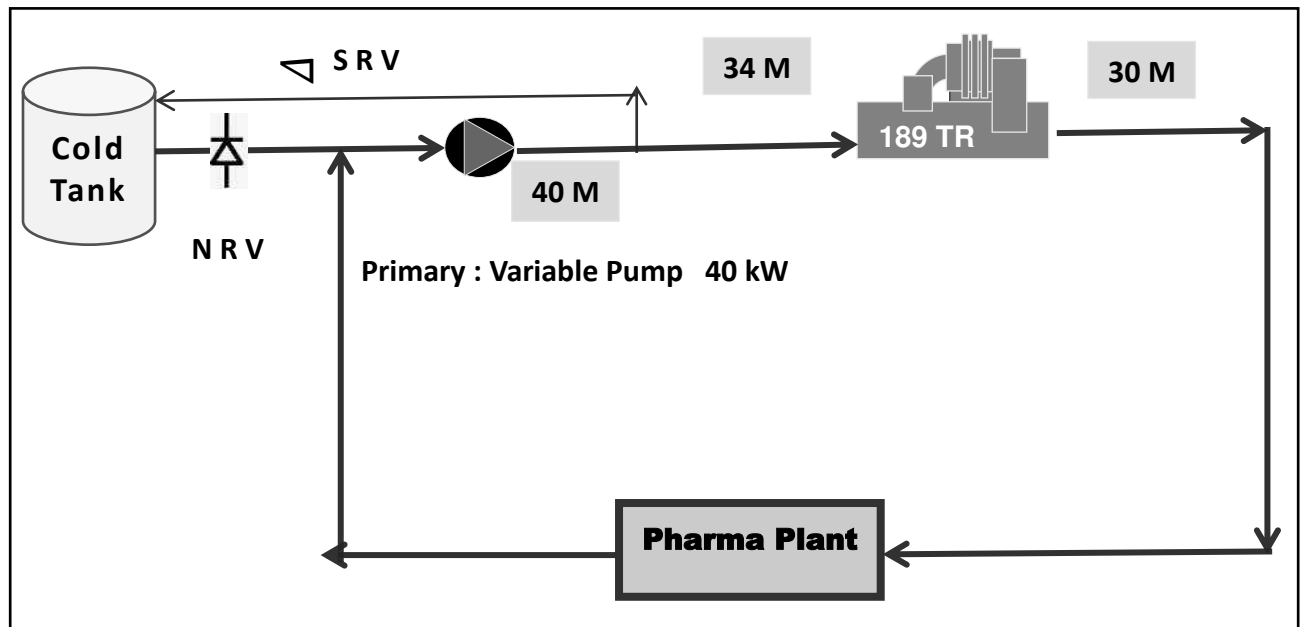 S R V
34 M
30 M
Cold
Tank
189 TR
40 M
N R V
Primary : Variable Pump 40 kW
Pharma Plant